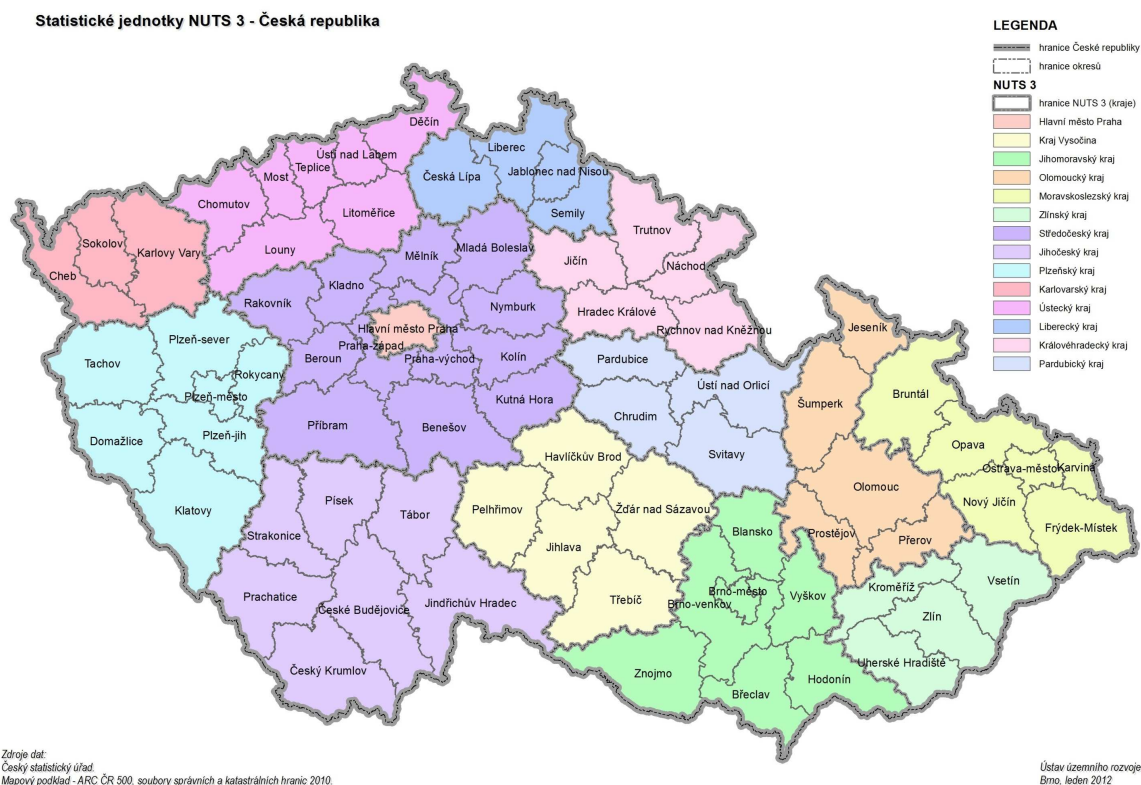 Statistické jednotky NUTS 3 - Česká republika
LEGENDA
hranice České republiky
hranice okresů
NUTS 3
hranice NUTS 3 (kraje)
Hlavní město Praha
Kraj Vysočina
Jihomoravský kraj
Olomoucký kraj
Moravskoslezský kraj
Zlínský kraj
Středočeský kraj
Jihočeský kraj
Plzeňský kraj
Karlovarský kraj
Ústecký kraj
Liberecký kraj
Královéhradecký kraj
Pardubický kraj
Děčín
Ústí nad Labem
Teplice
Most
Chomutov
Litoměřice
Louny
Liberec
Česká Lípa
Jablonec nad Nisou
Semily
Sokolov
Karlovy Vary
Cheb
Trutnov
Jičín
Náchod
Hradec Králové
Rychnov nad Kněžnou
Mělník
Mladá Boleslav
Kladno
Rakovník
Nymburk
Hlavní město Praha
Praha-západ
Beroun
Praha-východ
Kolín
Kutná Hora
Příbram
Benešov
Plzeň-sever
Tachov
Rokycany
Plzeň-město
Domažlice
Plzeň-jih
Klatovy
Pardubice
Ústí nad Orlicí
Chrudim
Svitavy
Jeseník
Šumperk
Olomouc
Prostějov
Přerov
Bruntál
Opava
Ostrava-město
Karviná
Nový Jičín
Frýdek-Místek
Havlíčkův Brod
Pelhřimov
Žďár nad Sázavou
Jihlava
Třebíč
Písek
Tábor
Strakonice
Prachatice
České Budějovice
Jindřichův Hradec
Český Krumlov
Blansko
Brno-město
Brno-venkov
Vyškov
Znojmo
Břeclav
Hodonín
Kroměříž
Vsetín
Zlín
Uherské Hradiště
Zdroje dat:
Český statistický úřad.
Mapový podklad - ARC ČR 500, soubory správních a katastrálních hranic 2010.
Ústav územního rozvoje
Brno, leden 2012